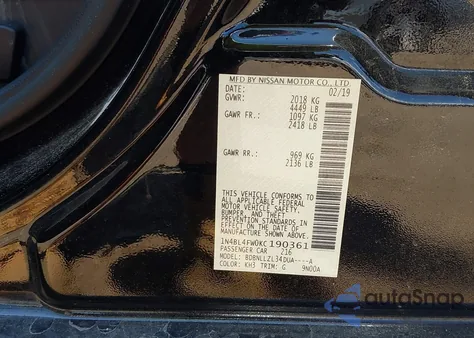 MFD BY NISSAN MOTOR CO., LTD.
DATE: 02/19
GVWR: 2018 KG
4449 LB
GAWR FR.: 1097 KG
2418 LB
GAWR RR.: 969 KG
2136 LB
THIS VEHICLE CONFORMS TO
ALL APPLICABLE FEDERAL
MOTOR VEHICLE SAFETY,
BUMPER, AND THEFT
PREVENTION STANDARDS IN
EFFECT ON THE DATE OF
MANUFACTURE SHOWN ABOVE.
1N4BL4FW0KC190361
PASSENGER CAR 216
MODEL: BDBNLLZL34DUA----A
COLOR: KH3 TRIM: G 9N00A
autoSnap